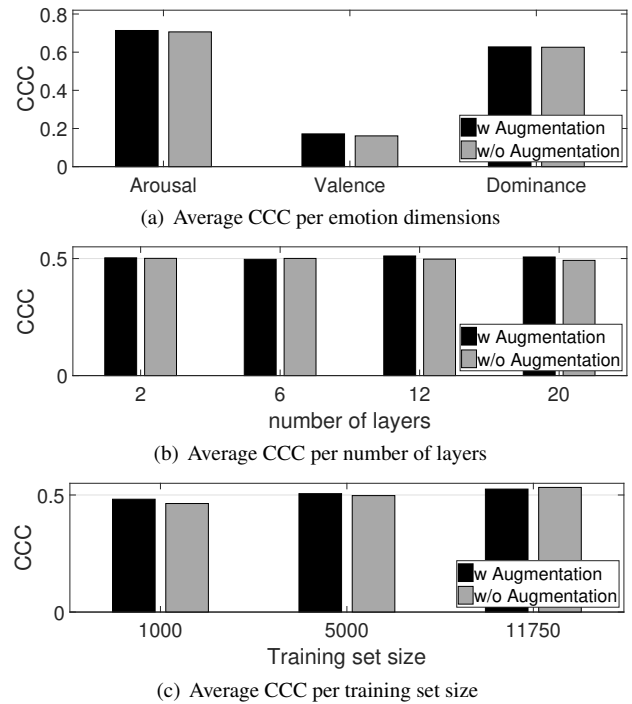 0.8
0.6
0.4
0.2
0
CCC
w Augmentation
w/o Augmentation
Arousal Valence Dominance
(a) Average CCC per emotion dimensions
0.5
0
CCC
w Augmentation
w/o Augmentation
2 6 12 20
number of layers
(b) Average CCC per number of layers
0.5
0
CCC
w Augmentation
w/o Augmentation
1000 5000 11750
Training set size
(c) Average CCC per training set size